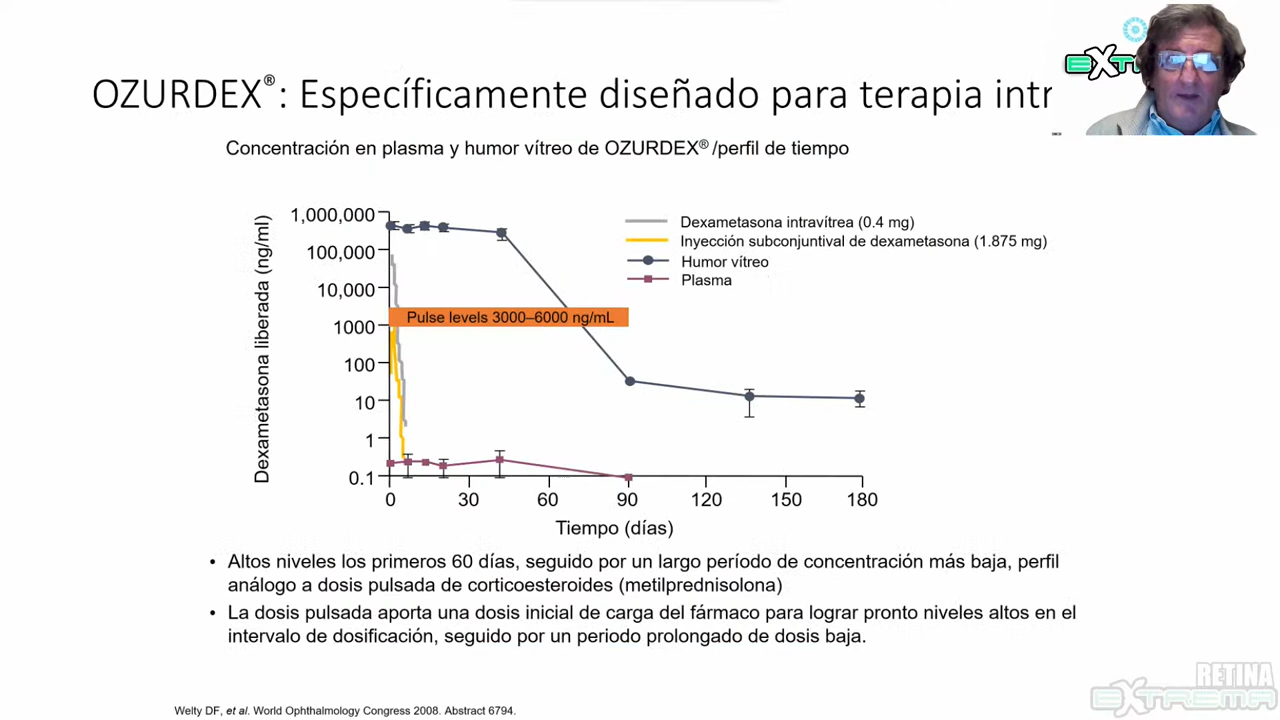 OZURDEX®: Específicamente diseñado para terapia intr
Concentración en plasma y humor vítreo de OZURDEX® /perfil de tiempo
Dexametasona liberada (ng/ml)
1,000,000
100,000
10,000
1000
100
10
1
0.1
Pulse levels 3000–6000 ng/mL
Dexametasona intravítrea (0.4 mg)
Inyección subconjuntival de dexametasona (1.875 mg)
Humor vítreo
Plasma
0 30 60 90 120 150 180
Tiempo (días)
• Altos niveles los primeros 60 días, seguido por un largo período de concentración más baja, perfil
análogo a dosis pulsada de corticoesteroides (metilprednisolona)
• La dosis pulsada aporta una dosis inicial de carga del fármaco para lograr pronto niveles altos en el
intervalo de dosificación, seguido por un periodo prolongado de dosis baja.
Welty DF, et al. World Ophthalmology Congress 2008. Abstract 6794.
RETINA
EXTREMA